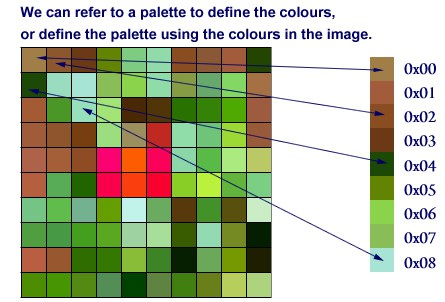 We can refer to a palette to define the colours,
or define the palette using the colours in the image.
0x00
0x01
0x02
0x03
0x04
0x05
0x06
0x07
0x08